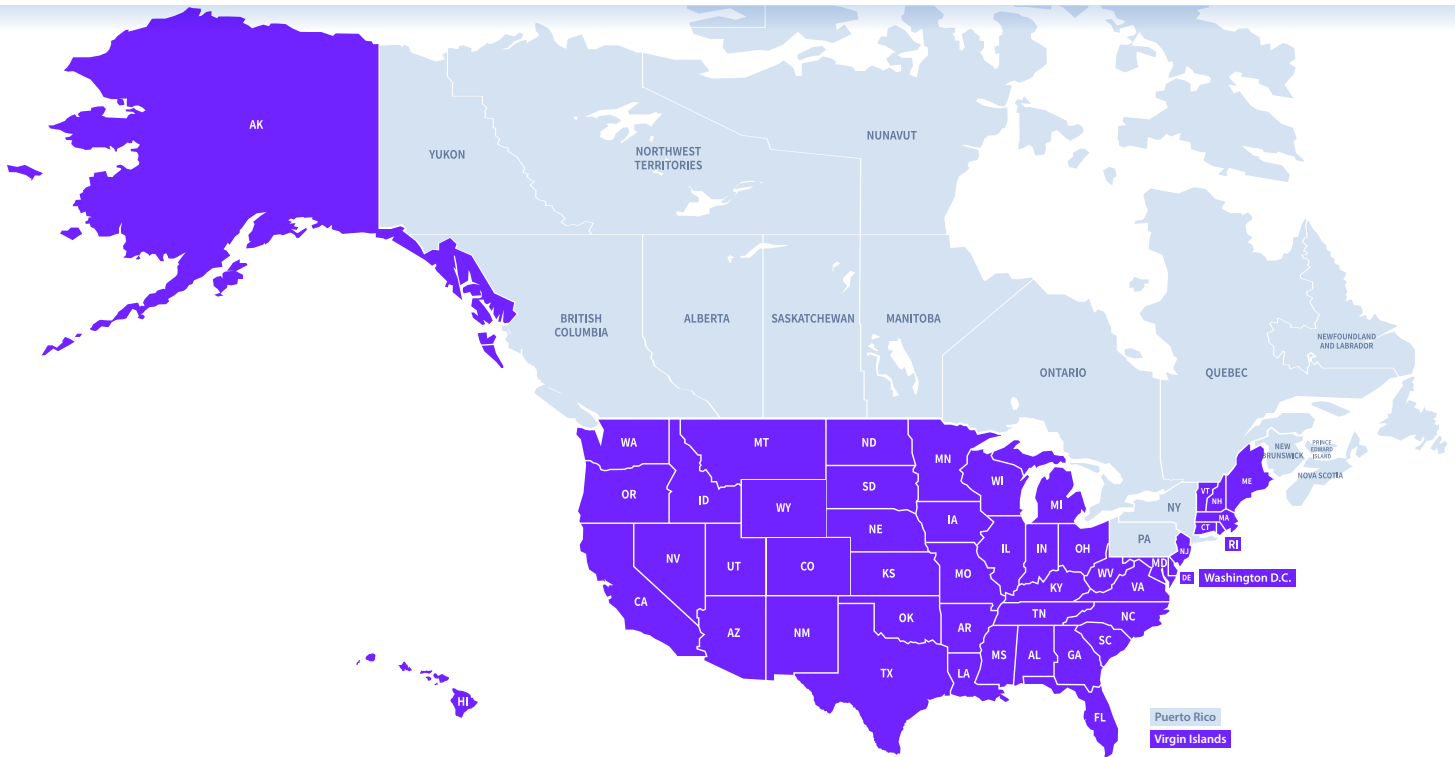 AK
YUKON
NORTHWEST
TERRITORIES
NUNAVUT
BRITISH
COLUMBIA
ALBERTA
SASKATCHEWAN
MANITOBA
ONTARIO
QUEBEC
NEWFOUNDLAND
AND LABRADOR
NEW
BRUNSWICK
PRINCE
EDWARD
ISLAND
NOVA SCOTIA
WA
MT
ND
MN
WI
MI
OR
ID
WY
SD
IA
NE
NV
UT
CO
KS
MO
IL
IN
OH
KY
WV
VA
MD
DE
Washington D.C.
PA
NY
NJ
CT
RI
MA
VT
NH
ME
CA
AZ
NM
OK
AR
TN
NC
SC
TX
LA
MS
AL
GA
FL
HI
Puerto Rico
Virgin Islands